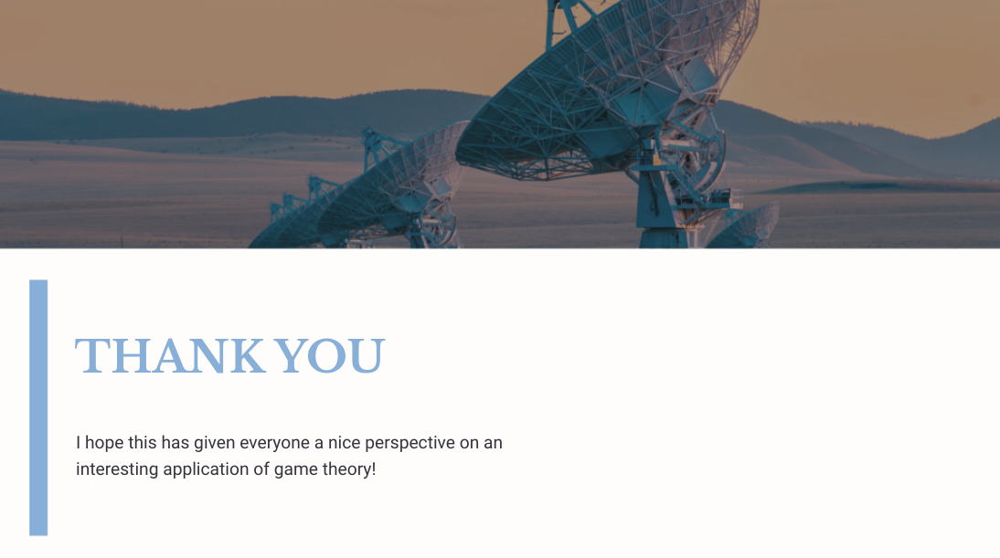 THANK YOU
I hope this has given everyone a nice perspective on an
interesting application of game theory!